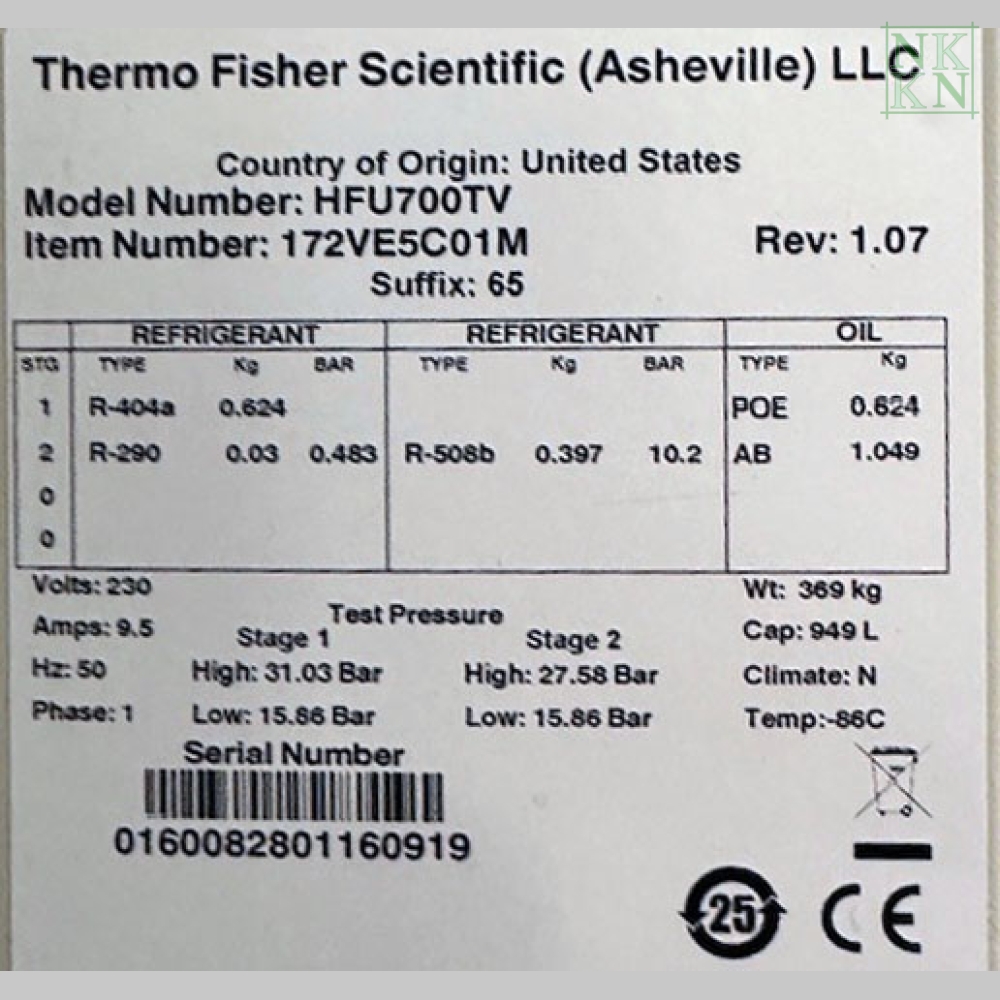 Thermo Fisher Scientific (Asheville) LLC
NK
KN
Country of Origin: United States
Model Number: HFU700TV
Item Number: 172VE5C01M Rev: 1.07
Suffix: 65
REFRIGERANT REFRIGERANT OIL
STG TYPE Kg BAR TYPE Kg BAR TYPE Kg
1 R-404a 0.624 POE 0.624
2 R-290 0.03 0.483 R-508b 0.397 10.2 AB 1.049
0
0
Volts: 230 Wt: 369 kg
Test Pressure
Amps: 9.5 Stage 1 Stage 2 Cap: 949 L
Hz: 50 High: 31.03 Bar High: 27.58 Bar Climate: N
Phase: 1 Low: 15.86 Bar Low: 15.86 Bar Temp:-86C
Serial Number
0160082801160919
25 CE